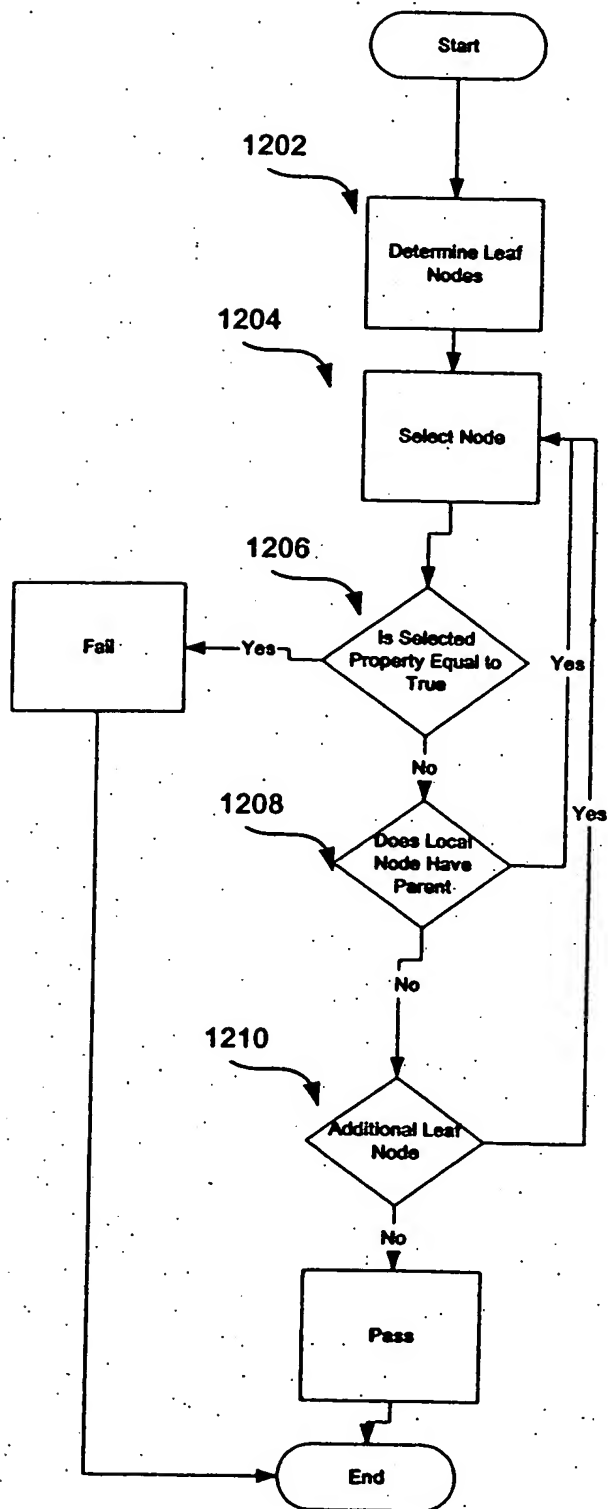 Start
1202
Determine Leaf
Nodes
1204
Select Node
1206
Is Selected
Property Equal to
True
Yes
Fail
Yes
No
Yes
1208
Does Local
Node Have
Parent
No
1210
Additional Leaf
Node
No
Pass
End